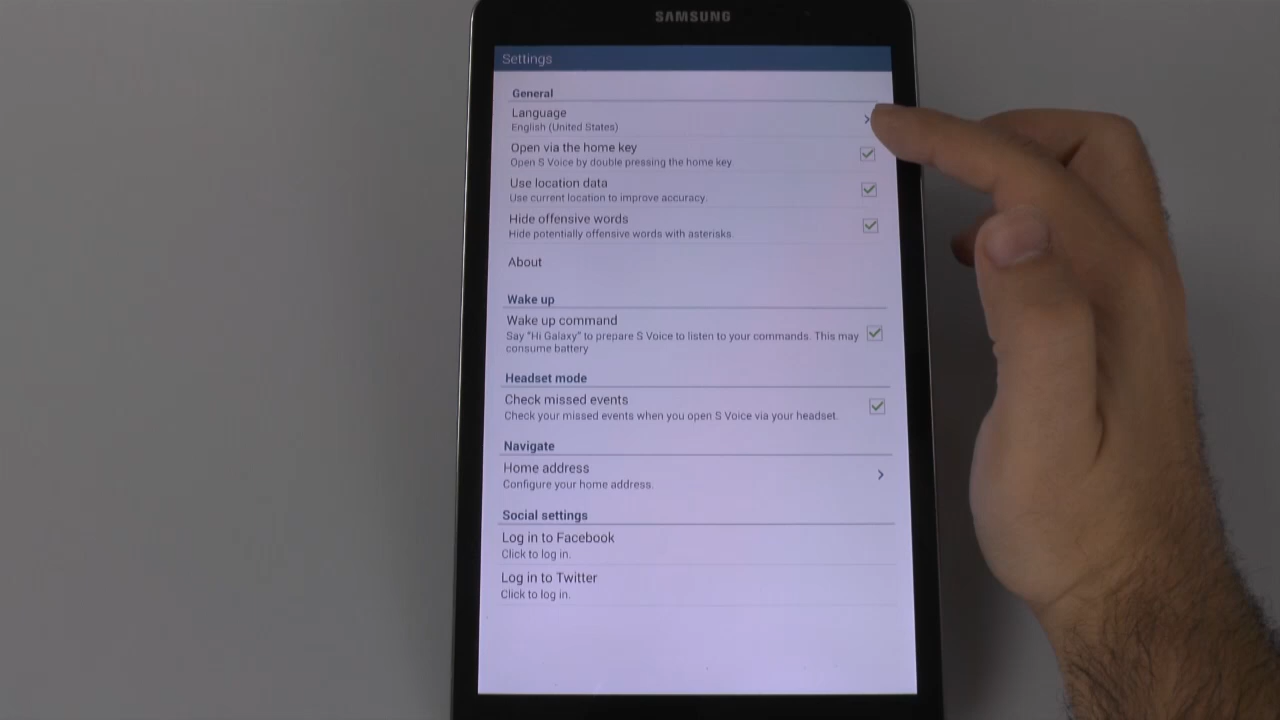 SAMSUNG
Settings
General
Language
English (United States)
Open via the home key
Open S Voice by double pressing the home key
Use location data
Use current location to improve accuracy.
Hide offensive words
Hide potentially offensive words with asterisks.
About
Wake up
Wake up command
Say "Hi Galaxy" to prepare S Voice to listen to your commands. This may
consume battery
Headset mode
Check missed events
Check your missed events when you open S Voice via your headset.
Navigate
Home address
Configure your home address.
Social settings
Log in to Facebook
Click to log in.
Log in to Twitter
Click to log in.